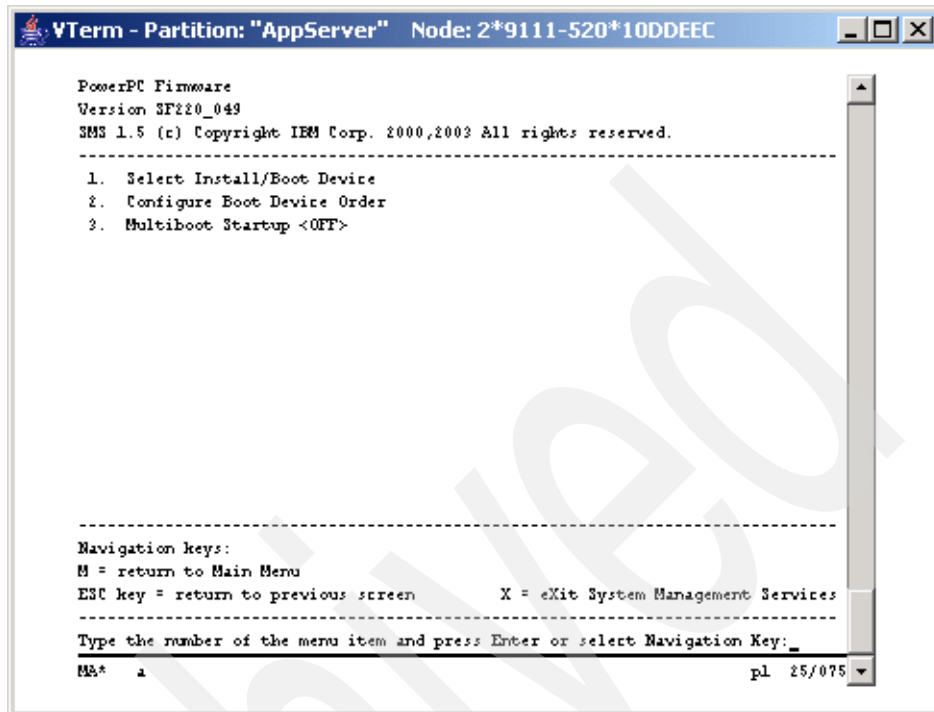 VTerm - Partition: "AppServer" Node: 2*9111-520*10DDEEC
PowerPC Firmware
Version SF220_049
SMS 1.5 (c) Copyright IBM Corp. 2000,2003 All rights reserved.
1. Select Install/Boot Device
2. Configure Boot Device Order
3. Multiboot Startup <OFF>
Navigation keys:
M = return to Main Menu
ESC key = return to previous screen X = eXit System Management Services
Type the number of the menu item and press Enter or select Navigation Key:_
MA* a pl 25/075